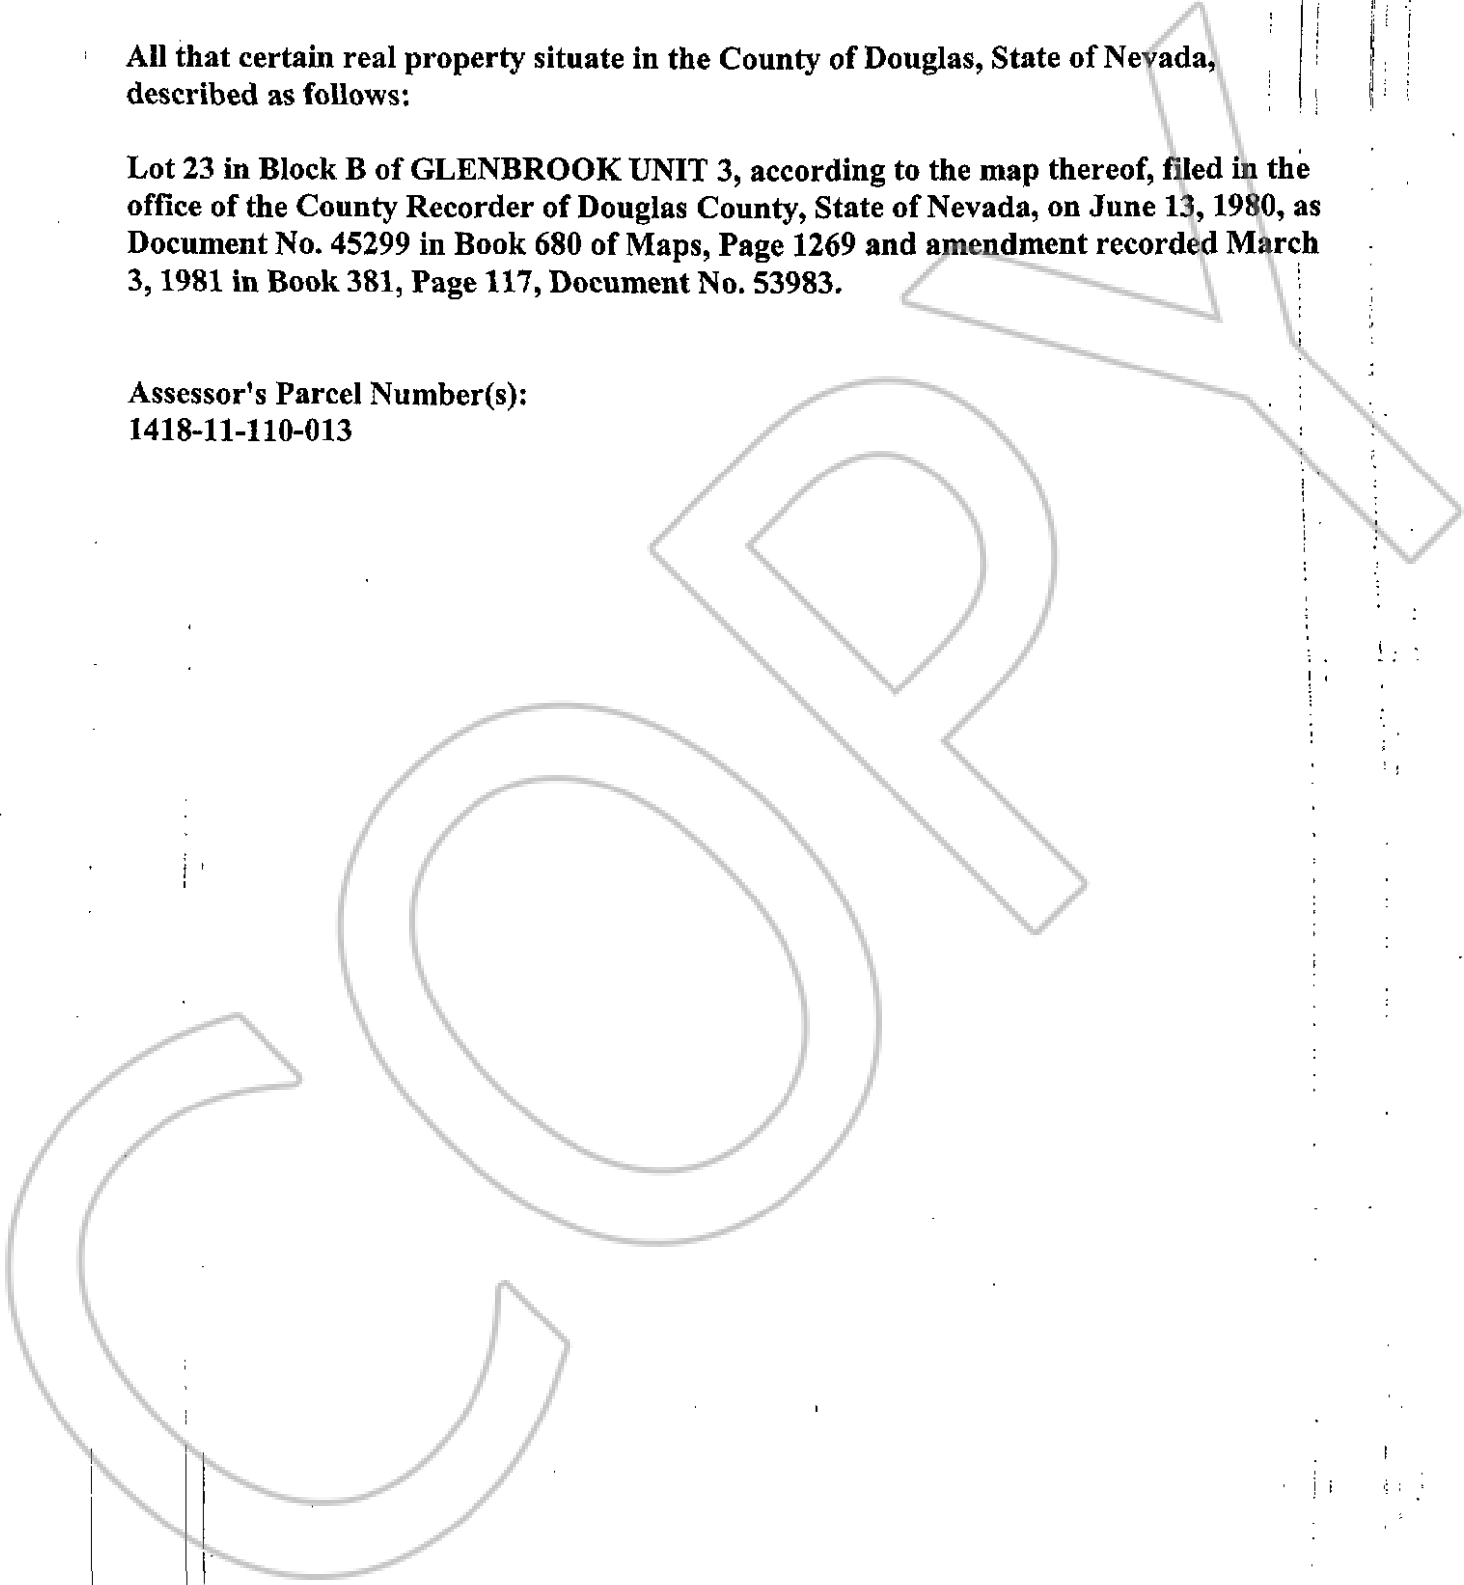 All that certain real property situate in the County of Douglas, State of Nevada,
described as follows:
Lot 23 in Block B of GLENBROOK UNIT 3, according to the map thereof, filed in the
office of the County Recorder of Douglas County, State of Nevada, on June 13, 1980, as
Document No. 45299 in Book 680 of Maps, Page 1269 and amendment recorded March
3, 1981 in Book 381, Page 117, Document No. 53983.
Assessor's Parcel Number(s):
1418-11-110-013
COPY